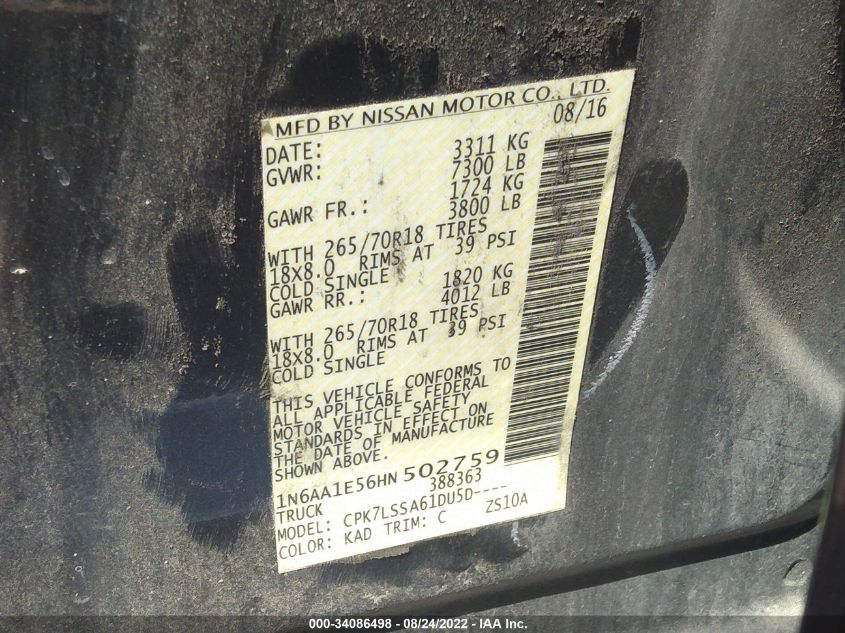 MFD BY NISSAN MOTOR CO., LTD.
DATE: 08/16
GVWR: 3311 KG
7300 LB
GAWR FR.: 1724 KG
3800 LB
WITH 265/70R18 TIRES
18x8.0 RIMS AT 39 PSI
COLD SINGLE
GAWR RR.: 1820 KG
4012 LB
WITH 265/70R18 TIRES
18x8.0 RIMS AT 39 PSI
COLD SINGLE
THIS VEHICLE CONFORMS TO
ALL APPLICABLE FEDERAL
MOTOR VEHICLE SAFETY
STANDARDS IN EFFECT ON
THE DATE OF MANUFACTURE
SHOWN ABOVE.
1N6AA1E56HN 502759
TRUCK 388363
MODEL: CPK7LSSA61DU5D----
COLOR: KAD TRIM: C ZS10A
000-34086498 - 08/24/2022 - IAA Inc.